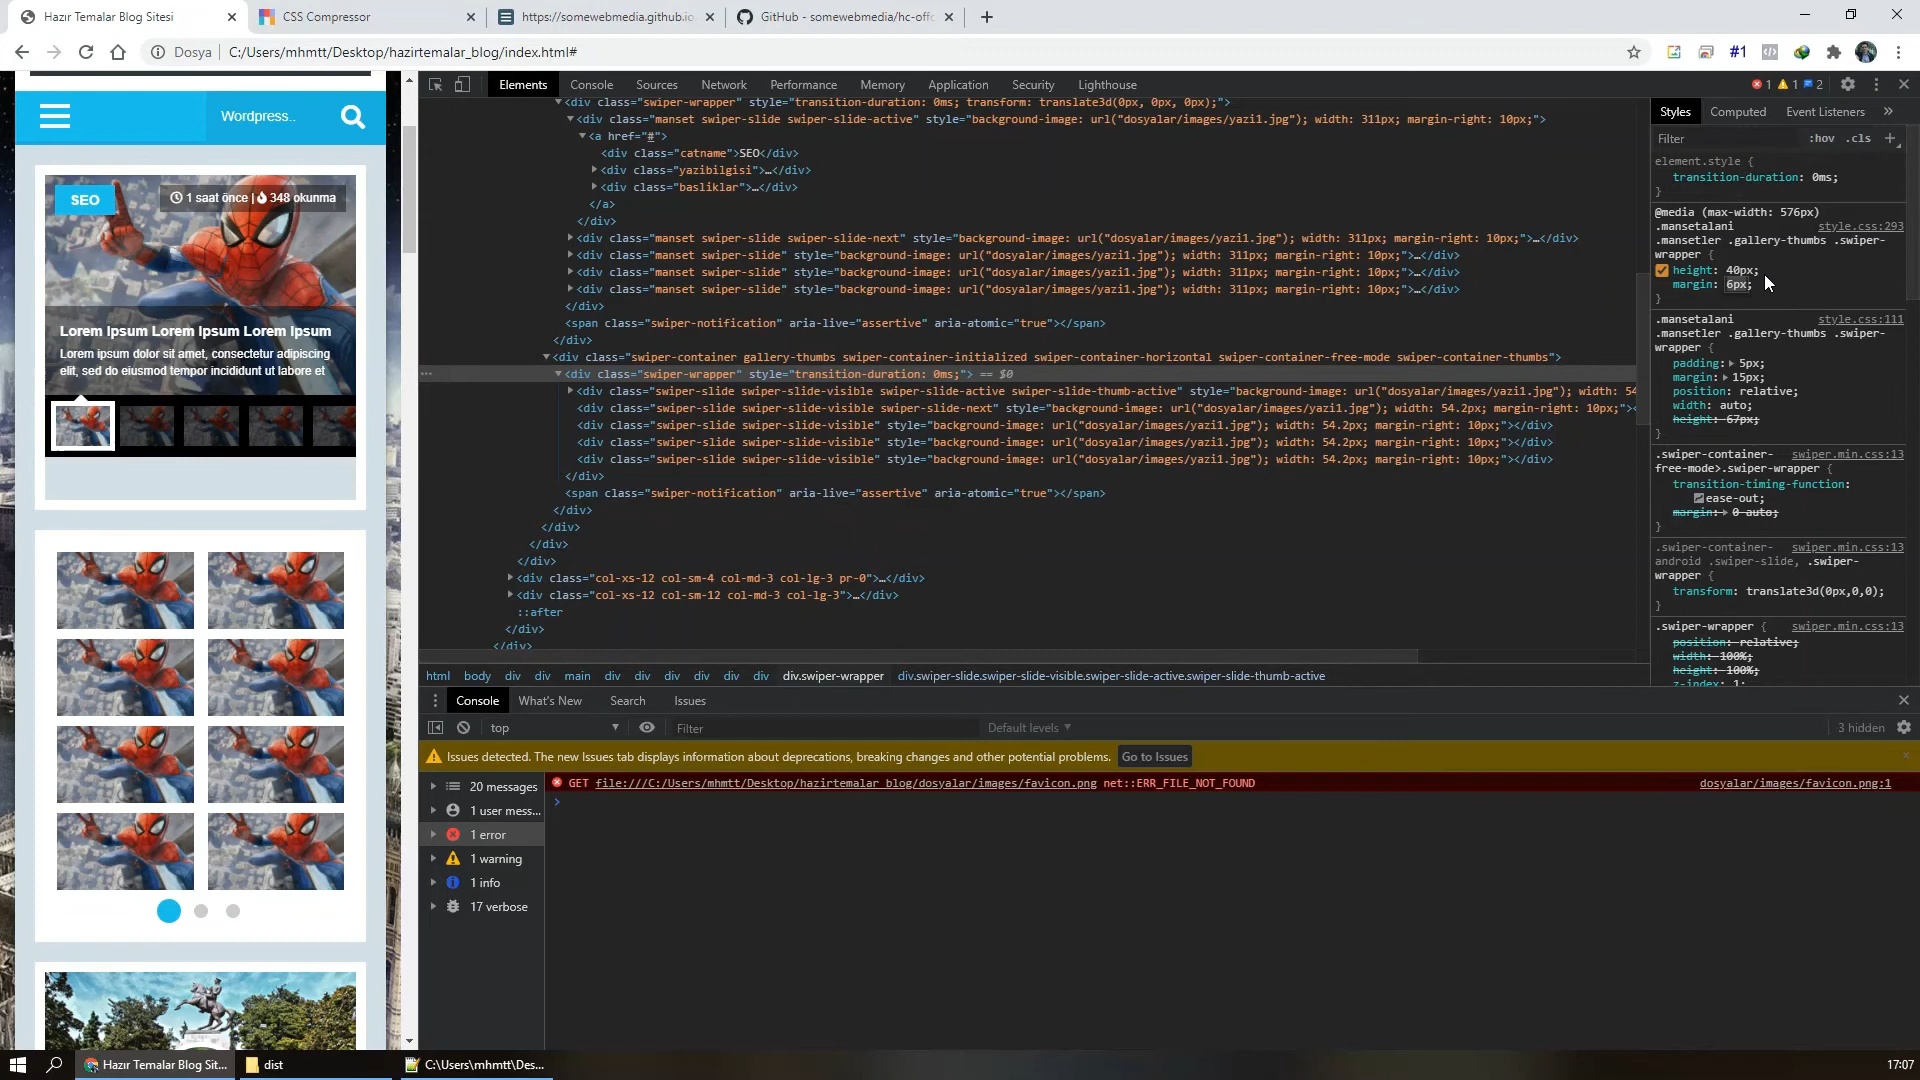 Hazır Temalar Blog Sitesi
CSS Compressor
https://somewebmedia.github.io
GitHub - somewebmedia/hc-offc
Dosya
C:/Users/mhmtt/Desktop/hazirtemalar_blog/index.html#
#1
Wordpress..
SEO
1 saat önce | 348 okunma
Lorem Ipsum Lorem Ipsum Lorem Ipsum
Lorem ipsum dolor sit amet, consectetur adipiscing
elit, sed do eiusmod tempor incididunt ut labore et
Elements Console Sources Network Performance Memory Application Security Lighthouse
1 1 2
<div class="swiper-wrapper" style="transition-duration: 0ms; transform: translate3d(0px, 0px, 0px);">
<div class="manset swiper-slide swiper-slide-active" style="background-image: url("dosyalar/images/yazi1.jpg"); width: 311px; margin-right: 10px;">
<a href="#">
<div class="catname">SEO</div>
<div class="yazibilgisi">…</div>
<div class="basliklar">…</div>
</a>
</div>
<div class="manset swiper-slide swiper-slide-next" style="background-image: url("dosyalar/images/yazi1.jpg"); width: 311px; margin-right: 10px;">…</div>
<div class="manset swiper-slide" style="background-image: url("dosyalar/images/yazi1.jpg"); width: 311px; margin-right: 10px;">…</div>
<div class="manset swiper-slide" style="background-image: url("dosyalar/images/yazi1.jpg"); width: 311px; margin-right: 10px;">…</div>
<div class="manset swiper-slide" style="background-image: url("dosyalar/images/yazi1.jpg"); width: 311px; margin-right: 10px;">…</div>
</div>
<span class="swiper-notification" aria-live="assertive" aria-atomic="true"></span>
</div>
<div class="swiper-container gallery-thumbs swiper-container-initialized swiper-container-horizontal swiper-container-free-mode swiper-container-thumbs">
<div class="swiper-wrapper" style="transition-duration: 0ms;"> == $0
<div class="swiper-slide swiper-slide-visible swiper-slide-active swiper-slide-thumb-active" style="background-image: url("dosyalar/images/yazi1.jpg"); width: 54
<div class="swiper-slide swiper-slide-visible swiper-slide-next" style="background-image: url("dosyalar/images/yazi1.jpg"); width: 54.2px; margin-right: 10px;"><
<div class="swiper-slide swiper-slide-visible" style="background-image: url("dosyalar/images/yazi1.jpg"); width: 54.2px; margin-right: 10px;"></div>
<div class="swiper-slide swiper-slide-visible" style="background-image: url("dosyalar/images/yazi1.jpg"); width: 54.2px; margin-right: 10px;"></div>
<div class="swiper-slide swiper-slide-visible" style="background-image: url("dosyalar/images/yazi1.jpg"); width: 54.2px; margin-right: 10px;"></div>
</div>
<span class="swiper-notification" aria-live="assertive" aria-atomic="true"></span>
</div>
</div>
</div>
</div>
<div class="col-xs-12 col-sm-4 col-md-3 col-lg-3 pr-0">…</div>
<div class="col-xs-12 col-sm-12 col-md-3 col-lg-3">…</div>
::after
</div>
</div>
html body div div main div div div div div div div.swiper-wrapper div.swiper-slide.swiper-slide-visible.swiper-slide-active.swiper-slide-thumb-active
Styles Computed Event Listeners
Filter :hov .cls
element.style {
transition-duration: 0ms;
}
@media (max-width: 576px)
.mansetalani style.css:293
.mansetler .gallery-thumbs .swiper-
wrapper {
height: 40px;
margin: 6px;
}
.mansetalani style.css:111
.mansetler .gallery-thumbs .swiper-
wrapper {
padding: 5px;
margin: 15px;
position: relative;
width: auto;
height: 67px;
}
.swiper-container- swiper.min.css:13
free-mode>.swiper-wrapper {
transition-timing-function:
ease-out;
margin: 0 auto;
}
.swiper-container- swiper.min.css:13
android .swiper-slide, .swiper-
wrapper {
transform: translate3d(0px,0,0);
}
.swiper-wrapper { swiper.min.css:13
position: relative;
width: 100%;
height: 100%;
z-index: 1;
Console What's New Search Issues
top Filter Default levels 3 hidden
Issues detected. The new Issues tab displays information about deprecations, breaking changes and other potential problems. Go to Issues
20 messages
1 user mess...
1 error
1 warning
1 info
17 verbose
GET file:///C:/Users/mhmtt/Desktop/hazirtemalar_blog/dosyalar/images/favicon.png net::ERR_FILE_NOT_FOUND dosyalar/images/favicon.png:1
Hazır Temalar Blog Sit...
dist
C:\Users\mhmtt\Des...
17:07